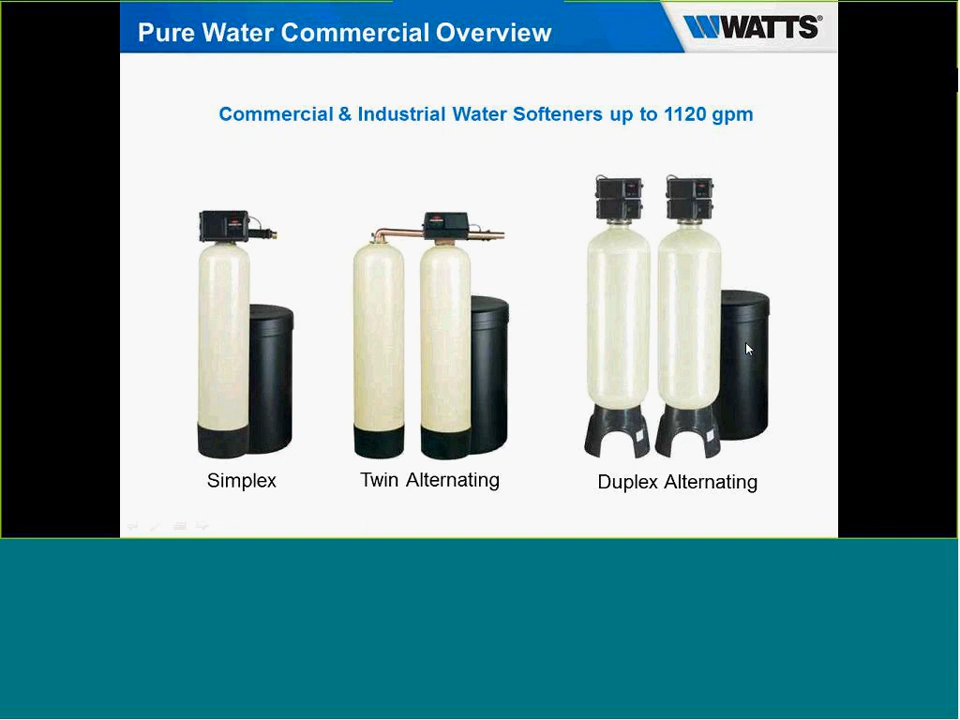 Pure Water Commercial Overview
WATTS®
Commercial & Industrial Water Softeners up to 1120 gpm
Simplex
Twin Alternating
Duplex Alternating